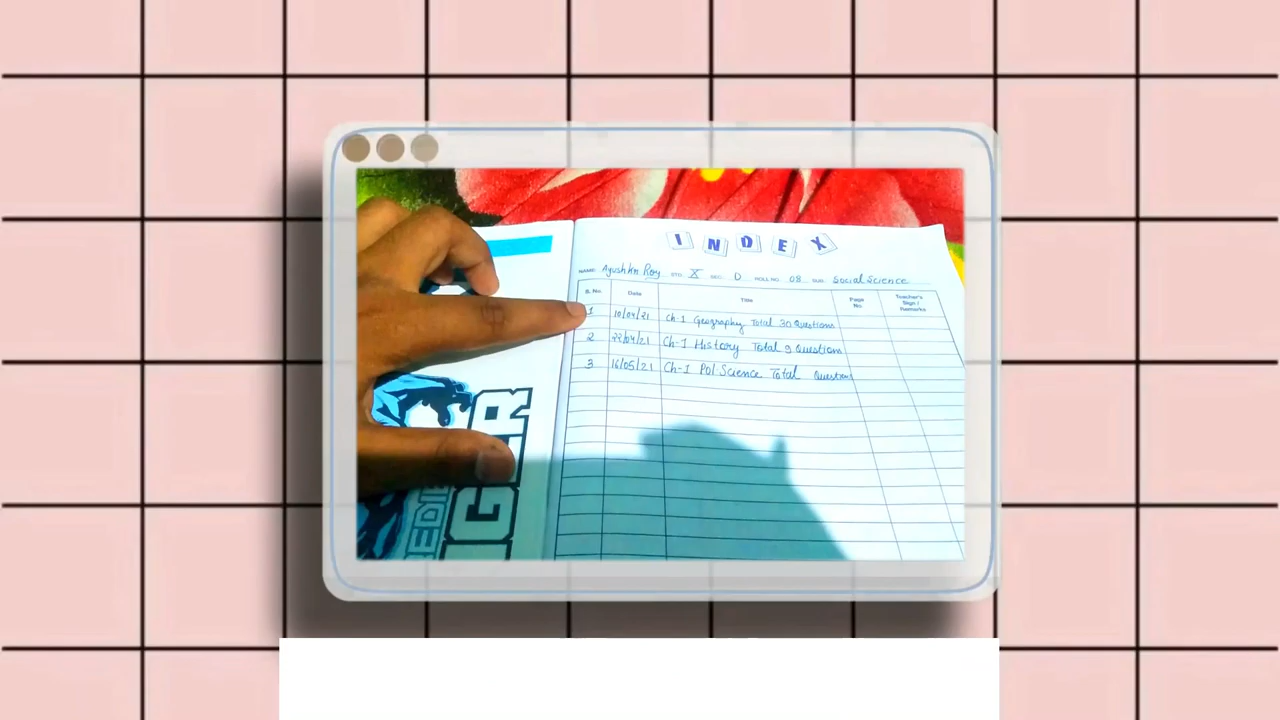 INDEX
NAME: Ayushkn Roy STD.: X SEC.: D ROLL NO.: 08 SUB.: Social Science
S. No. Date Title Page No. Teacher's Sign / Remarks
1 10/04/21 Ch-1 Geography Total 30 Questions
2 22/04/21 Ch-1 History Total 9 Questions
3 16/05/21 Ch-1 Pol Science Total Questions